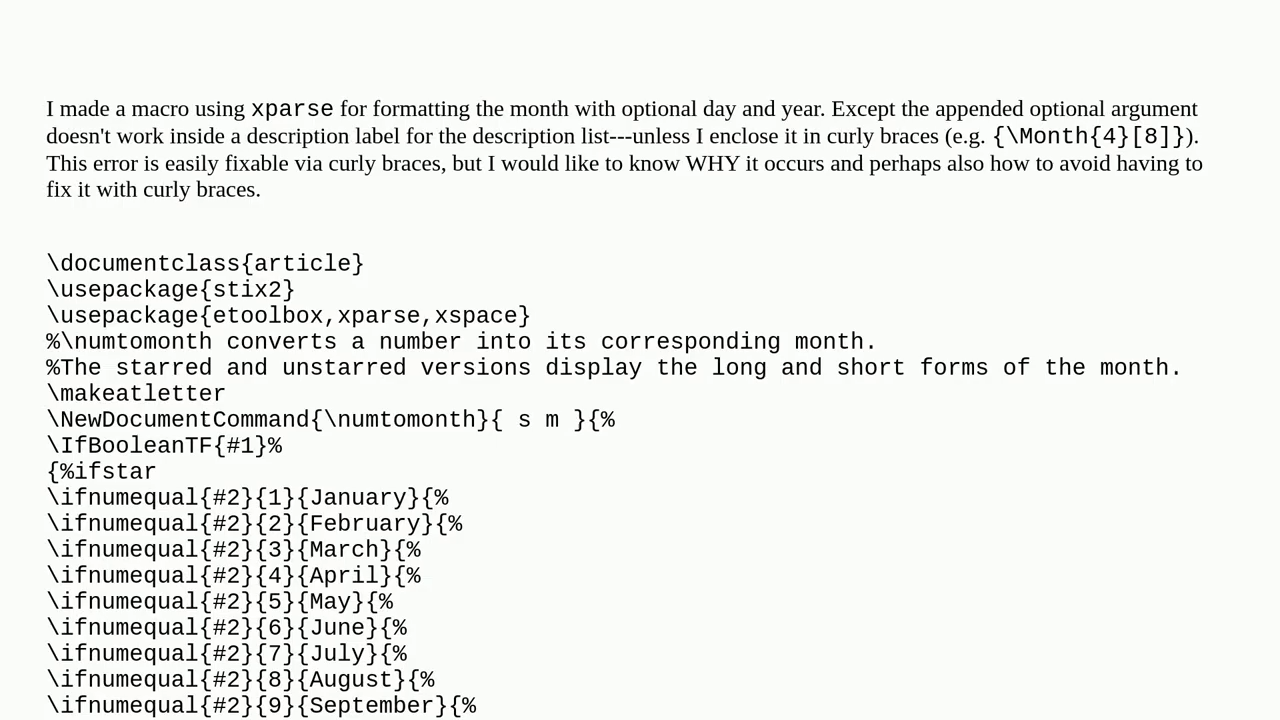 I made a macro using xparse for formatting the month with optional day and year. Except the appended optional argument
doesn't work inside a description label for the description list---unless I enclose it in curly braces (e.g. {\Month{4}[8]}).
This error is easily fixable via curly braces, but I would like to know WHY it occurs and perhaps also how to avoid having to
fix it with curly braces.
\documentclass{article}
\usepackage{stix2}
\usepackage{etoolbox,xparse,xspace}
%\numtomonth converts a number into its corresponding month.
%The starred and unstarred versions display the long and short forms of the month.
\makeatletter
\NewDocumentCommand{\numtomonth}{ s m }{%
\IfBooleanTF{#1}%
{%ifstar
\ifnumequal{#2}{1}{January}{%
\ifnumequal{#2}{2}{February}{%
\ifnumequal{#2}{3}{March}{%
\ifnumequal{#2}{4}{April}{%
\ifnumequal{#2}{5}{May}{%
\ifnumequal{#2}{6}{June}{%
\ifnumequal{#2}{7}{July}{%
\ifnumequal{#2}{8}{August}{%
\ifnumequal{#2}{9}{September}{%